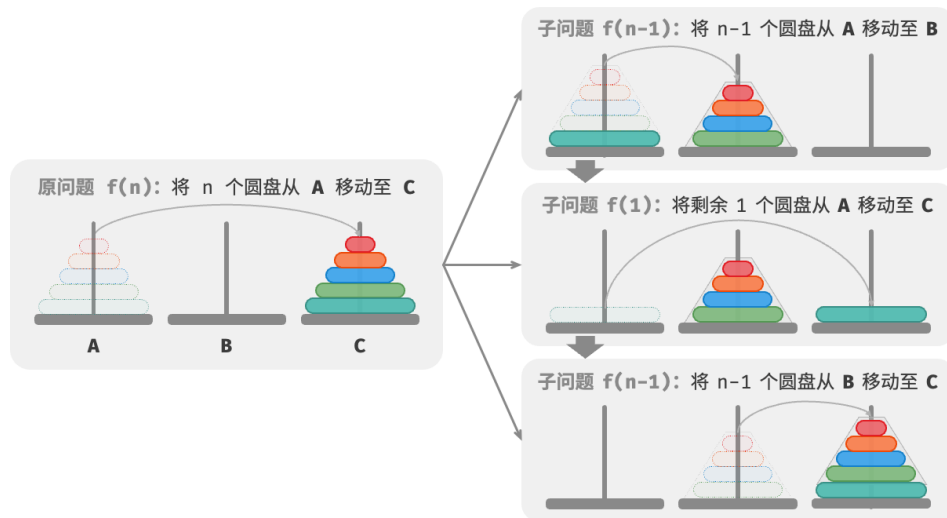 子问题 f(n-1)：将 n-1 个圆盘从 A 移动至 B
原问题 f(n)：将 n 个圆盘从 A 移动至 C
A B C
子问题 f(1)：将剩余 1 个圆盘从 A 移动至 C
子问题 f(n-1)：将 n-1 个圆盘从 B 移动至 C